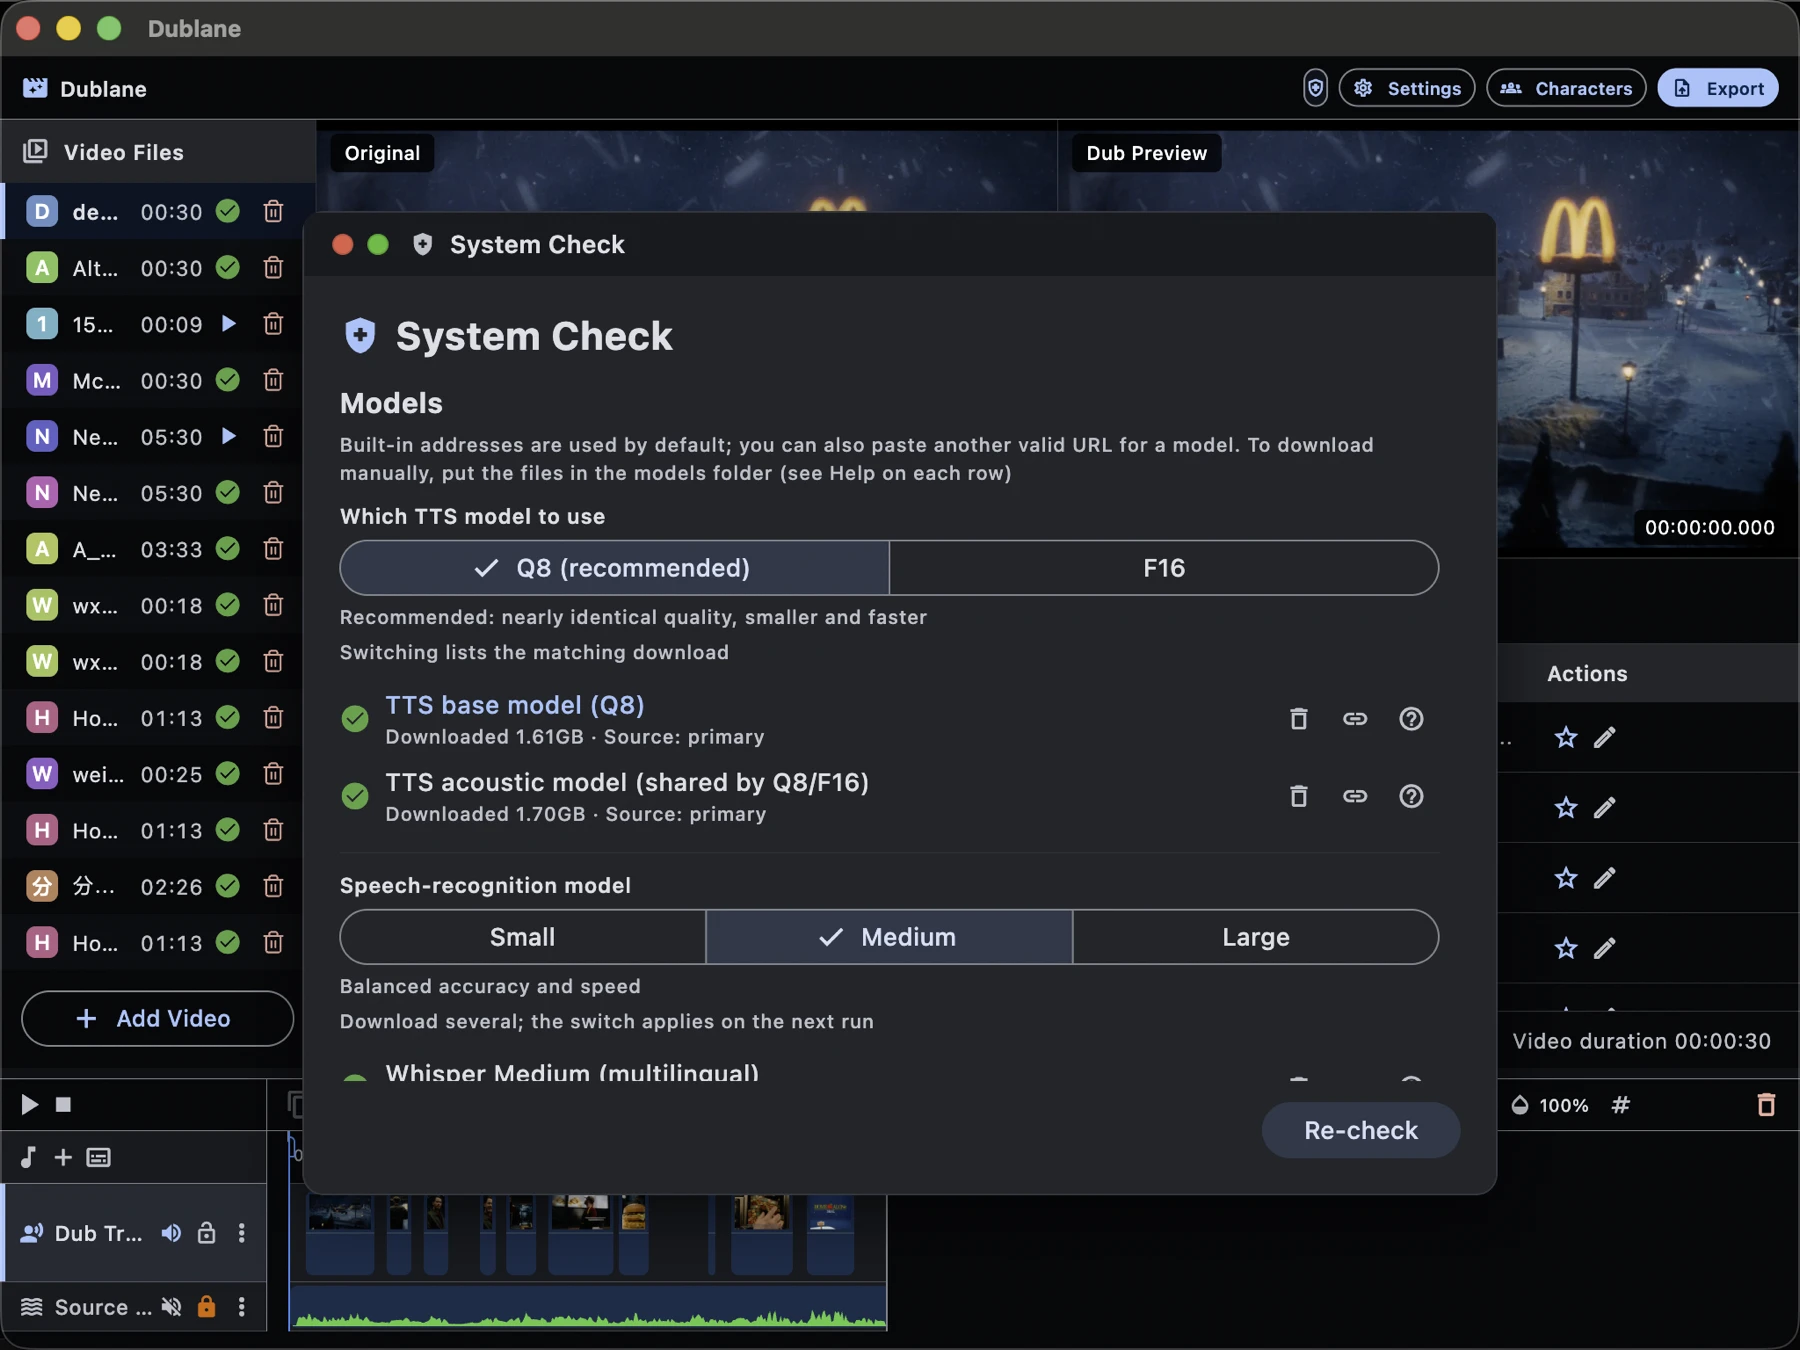 Dublane
Dublane
Settings
Characters
Export
Video Files
Original
Dub Preview
D de... 00:30
A Alt... 00:30
1 15... 00:09
M Mc... 00:30
N Ne... 05:30
N Ne... 05:30
A A_... 03:33
W wx... 00:18
W wx... 00:18
H Ho... 01:13
W wei... 00:25
H Ho... 01:13
分 分... 02:26
H Ho... 01:13
+ Add Video
System Check
System Check
Models
Built-in addresses are used by default; you can also paste another valid URL for a model. To download
manually, put the files in the models folder (see Help on each row)
Which TTS model to use
Q8 (recommended)
F16
Recommended: nearly identical quality, smaller and faster
Switching lists the matching download
TTS base model (Q8)
Downloaded 1.61GB · Source: primary
TTS acoustic model (shared by Q8/F16)
Downloaded 1.70GB · Source: primary
Speech-recognition model
Small
Medium
Large
Balanced accuracy and speed
Download several; the switch applies on the next run
Whisper Medium (multilingual)
Re-check
00:00:00.000
Actions
..
Video duration 00:00:30
100%
#
0
Dub Tr...
Source ...